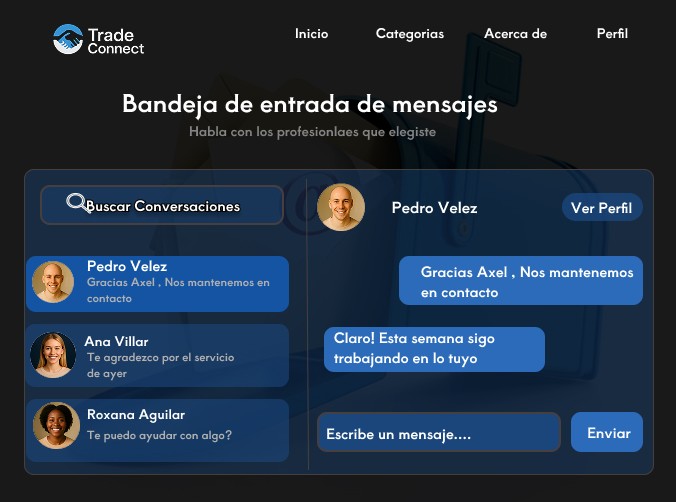 Trade
Connect
Inicio
Categorias
Acerca de
Perfil
Bandeja de entrada de mensajes
Habla con los profesionlaes que elegiste
Buscar Conversaciones
Pedro Velez
Gracias Axel , Nos mantenemos en
contacto
Ana Villar
Te agradezco por el servicio
de ayer
Roxana Aguilar
Te puedo ayudar con algo?
Pedro Velez
Ver Perfil
Gracias Axel , Nos mantenemos
en contacto
Claro! Esta semana sigo
trabajando en lo tuyo
Escribe un mensaje....
Enviar